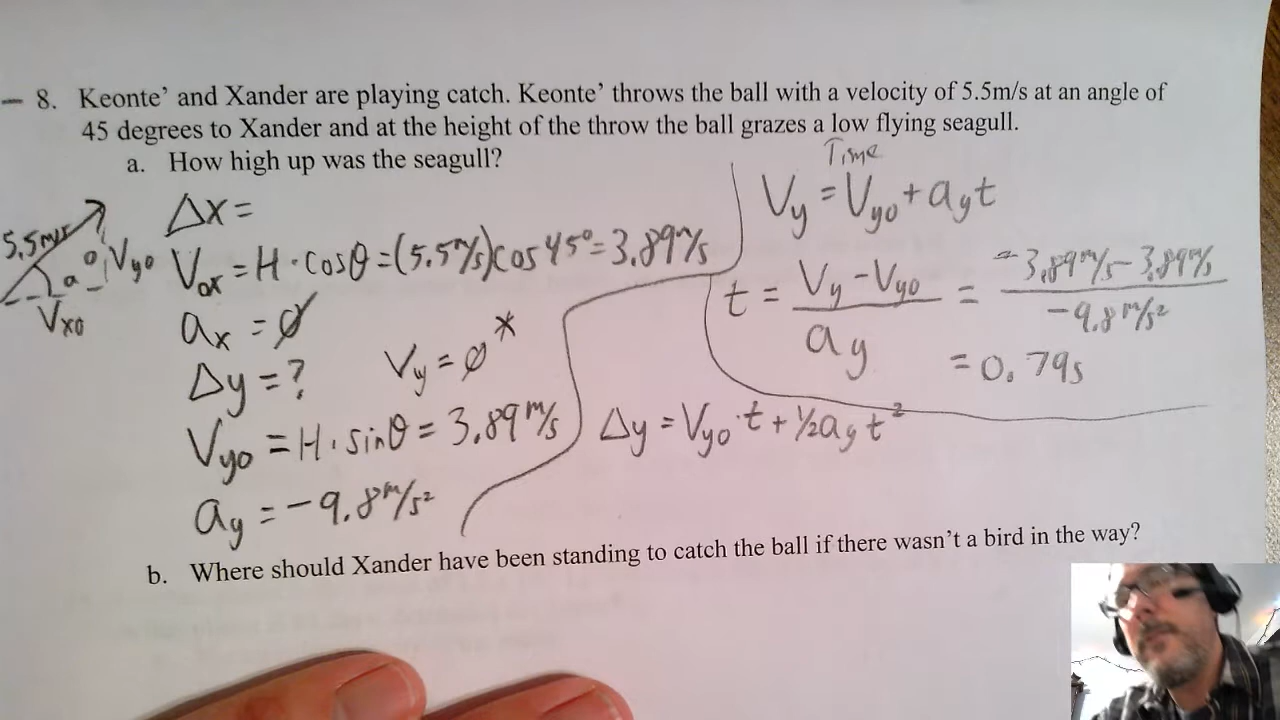 8. Keonte’ and Xander are playing catch. Keonte’ throws the ball with a velocity of 5.5m/s at an angle of
45 degrees to Xander and at the height of the throw the ball grazes a low flying seagull.
a. How high up was the seagull?
5.5m/s
a
o
Vyo
Vxo
Δx =
Vox = H · cosθ = (5.5m/s)cos45° = 3.89m/s
ax = ∅
Δy = ?
Vy = ∅*
Vyo = H · sinθ = 3.89m/s
ay = -9.8m/s²
Time
Vy = Vyo + ayt
t = Vy - Vyo / ay = -3.89m/s - 3.89m/s / -9.8m/s²
= 0.79s
Δy = Vyo · t + ½ayt²
b. Where should Xander have been standing to catch the ball if there wasn’t a bird in the way?